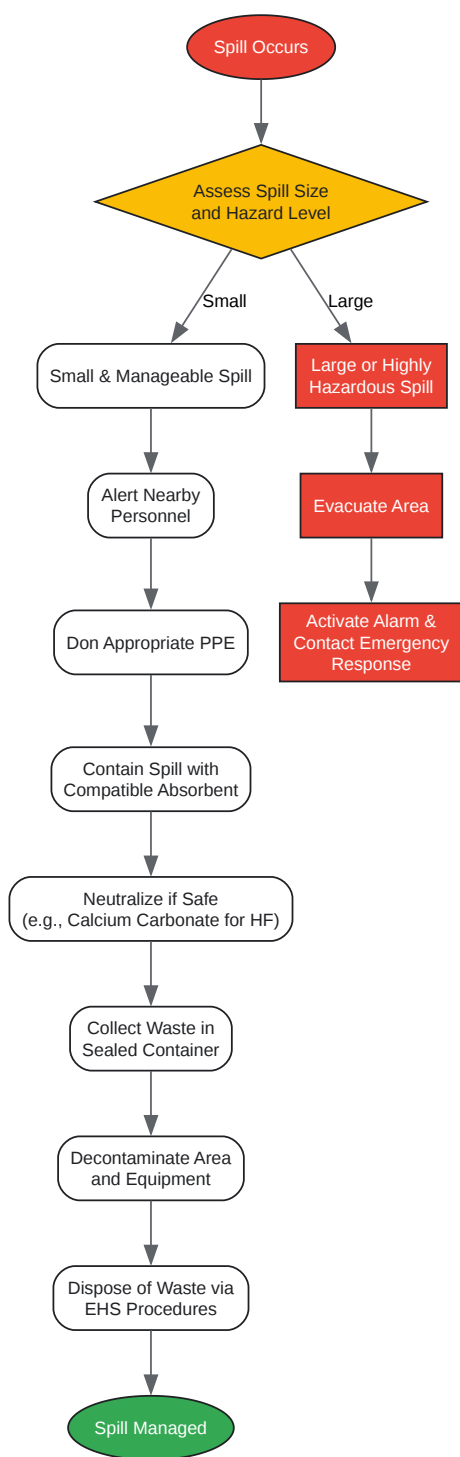 Spill Occurs
Assess Spill Size
and Hazard Level
Small
Large
Small & Manageable Spill
Large or Highly
Hazardous Spill
Alert Nearby
Personnel
Evacuate Area
Don Appropriate PPE
Activate Alarm &
Contact Emergency
Response
Contain Spill with
Compatible Absorbent
Neutralize if Safe
(e.g., Calcium Carbonate for HF)
Collect Waste in
Sealed Container
Decontaminate Area
and Equipment
Dispose of Waste via
EHS Procedures
Spill Managed